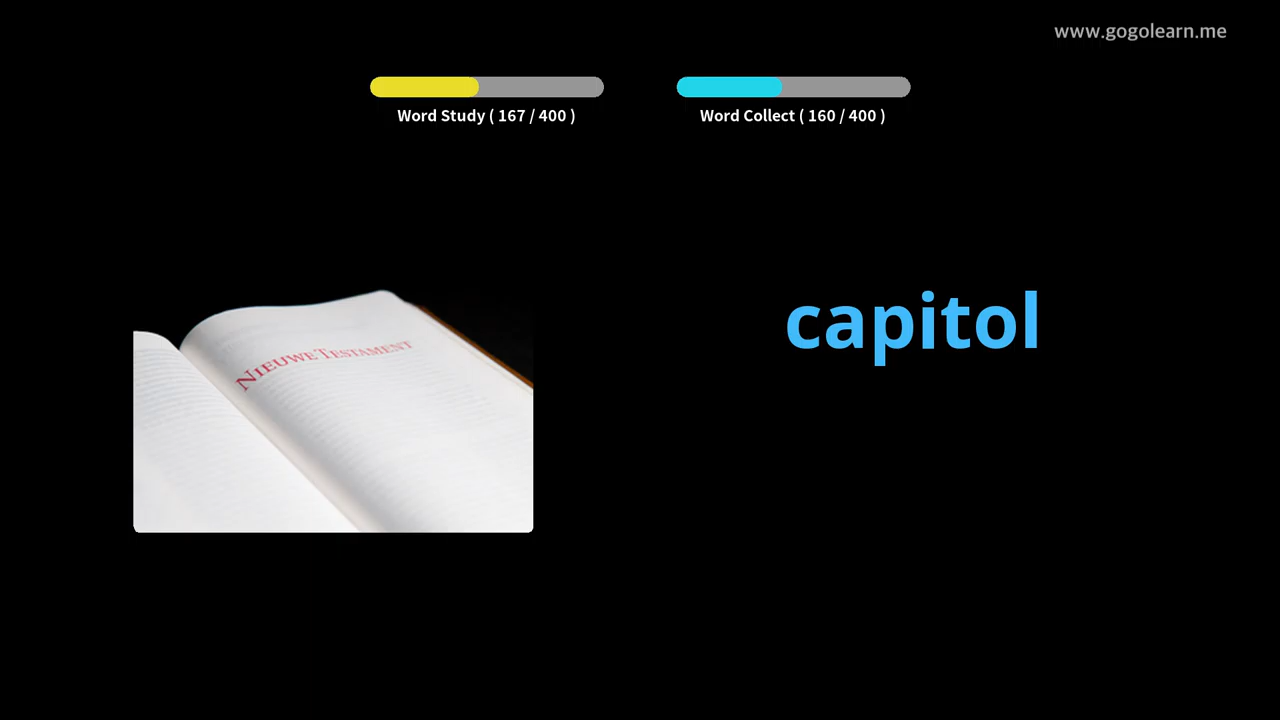 www.gogolearn.me
Word Study ( 167 / 400 )
Word Collect ( 160 / 400 )
NIEUWE TESTAMENT
capitol